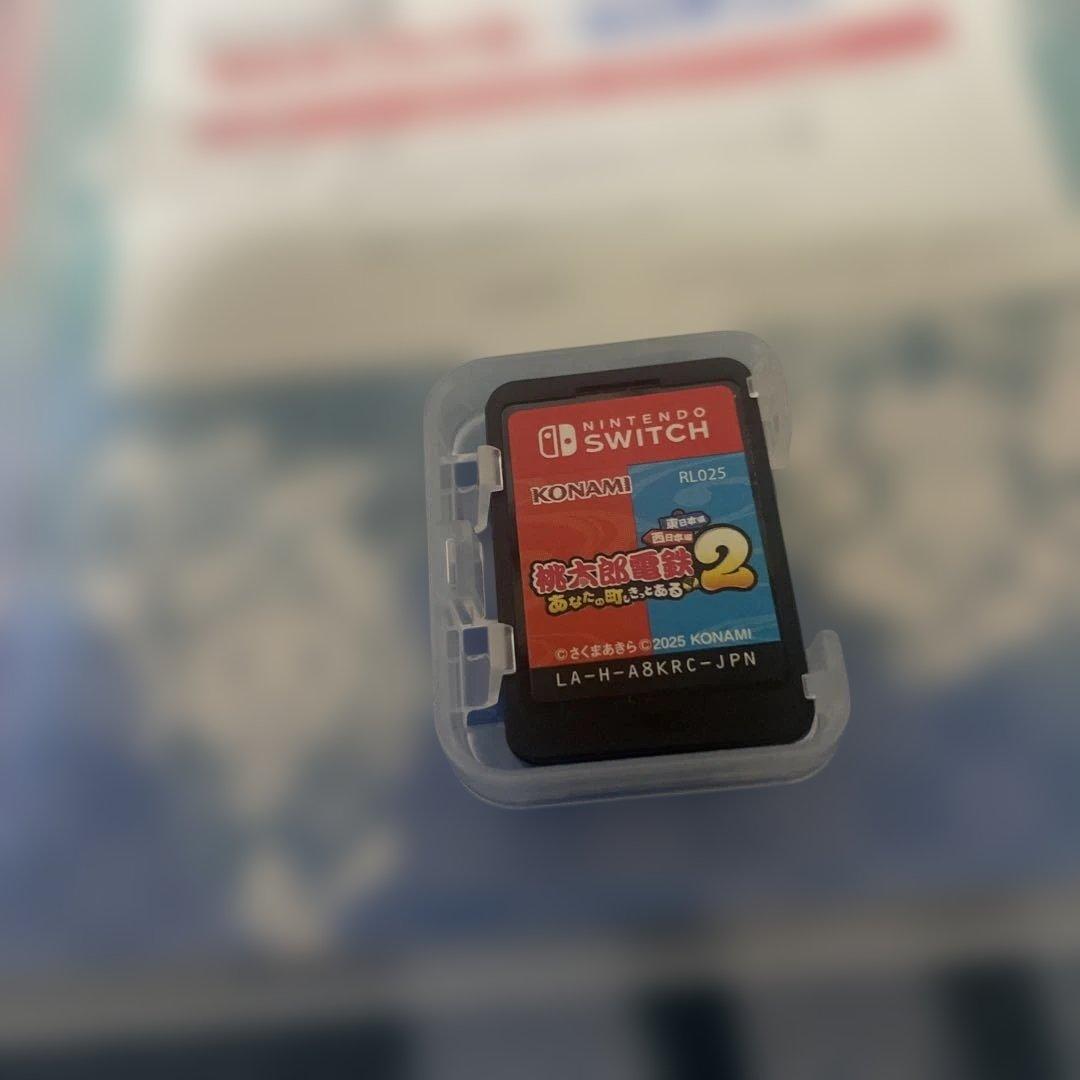 NINTENDO
SWITCH
KONAMI
RL025
東日本編
西日本編
桃太郎電鉄2
あなたの町もきっとある
©さくまあきら©2025 KONAMI
LA-H-A8KRC-JPN